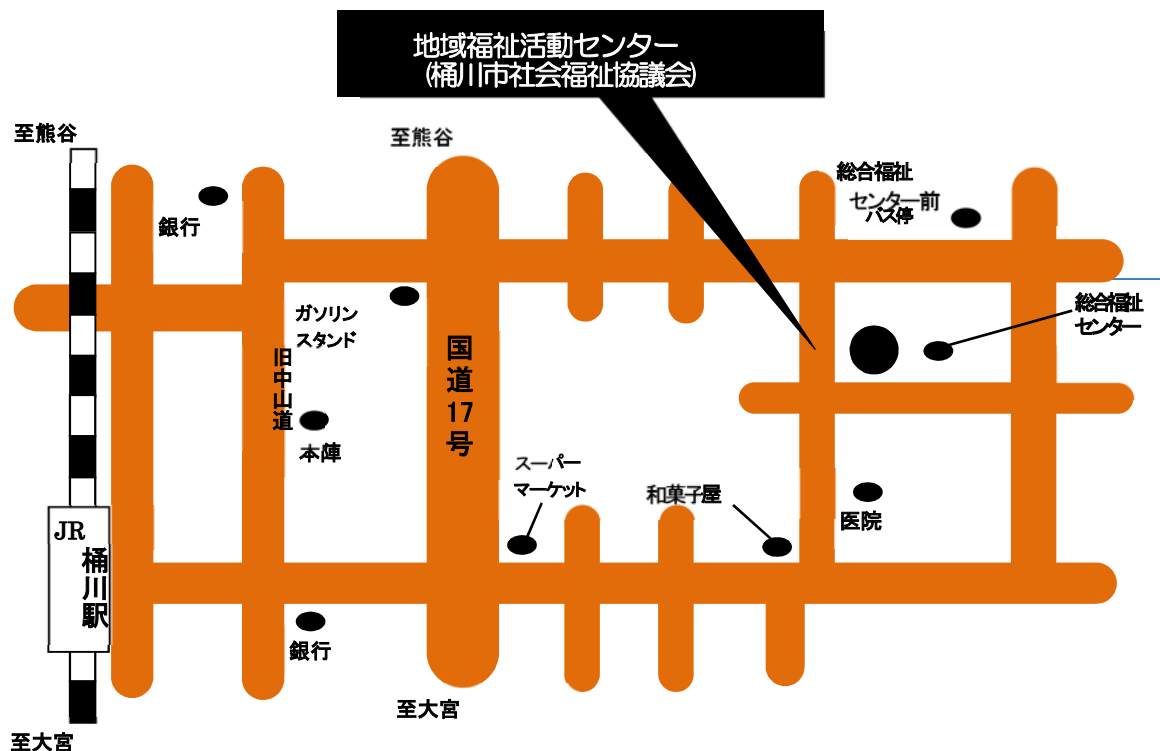 地域福祉活動センター
(桶川市社会福祉協議会)
至熊谷
至熊谷
総合福祉
センター前
バス停
銀行
ガソリン
スタンド
総合福祉
センター
旧中山道
国道17号
本陣
スーパー
マーケット
和菓子屋
医院
JR
桶川駅
銀行
至大宮
至大宮